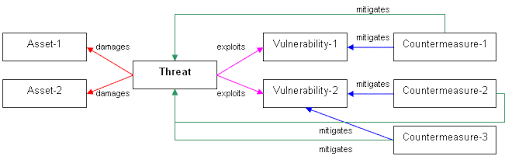 mitigates
Asset-1
damages
exploits
Vulnerability-1
mitigates
Countermeasure-1
Threat
Asset-2
damages
exploits
Vulnerability-2
mitigates
Countermeasure-2
mitigates
Countermeasure-3
mitigates